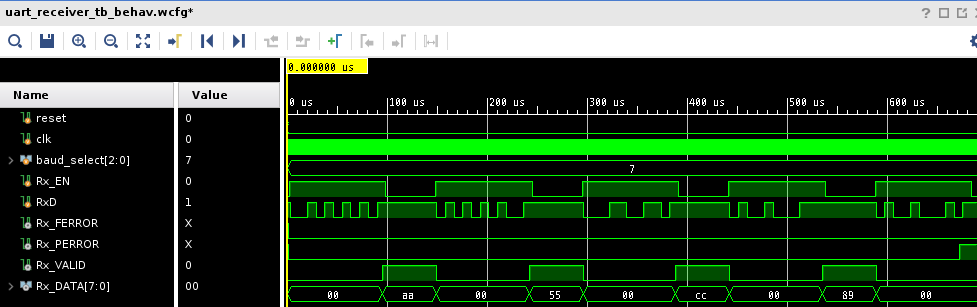 uart_receiver_tb_behav.wcfg*
?
0.000000 us
Name Value
0 us 100 us 200 us 300 us 400 us 500 us 600 us
reset 0
clk 0
baud_select[2:0] 7 7
Rx_EN 0
RxD 1
Rx_FERROR X
Rx_PERROR X
Rx_VALID 0
Rx_DATA[7:0] 00 00 aa 00 55 00 cc 00 89 00